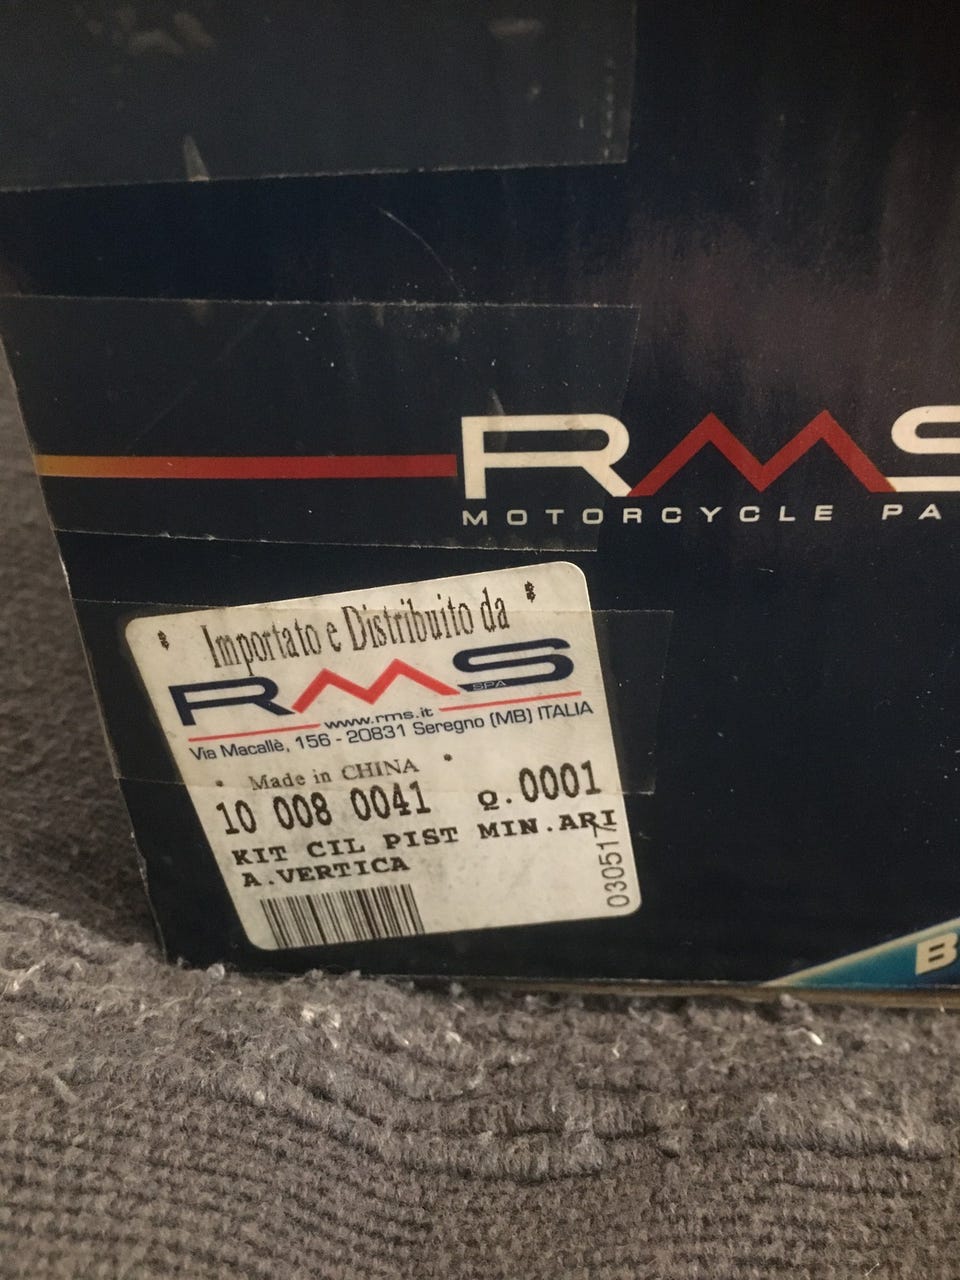 RMS
MOTORCYCLE PA
Importato e Distribuito da
RMS
SPA
www.rms.it
Via Macallè, 156 - 20831 Seregno (MB) ITALIA
* Made in CHINA *
10 008 0041 Q.0001
KIT CIL PIST MIN.ARI
A.VERTICA
030517
B